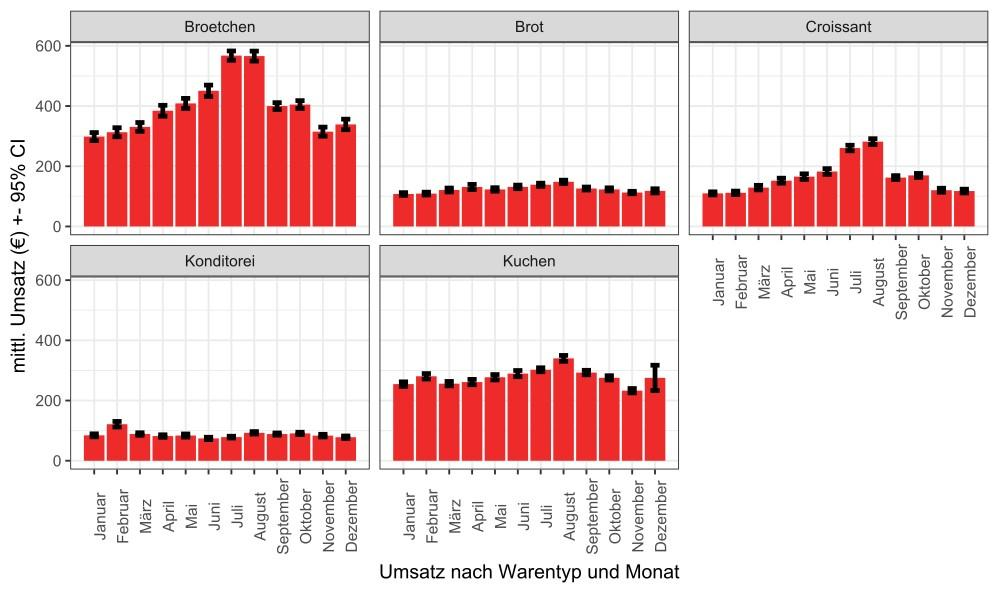 Broetchen
Brot
Croissant
600
400
200
0
Januar
Februar
März
April
Mai
Juni
Juli
August
September
Oktober
November
Dezember
mittl. Umsatz (€) +- 95% CI
Konditorei
Kuchen
600
400
200
0
Januar
Februar
März
April
Mai
Juni
Juli
August
September
Oktober
November
Dezember
Januar
Februar
März
April
Mai
Juni
Juli
August
September
Oktober
November
Dezember
Umsatz nach Warentyp und Monat